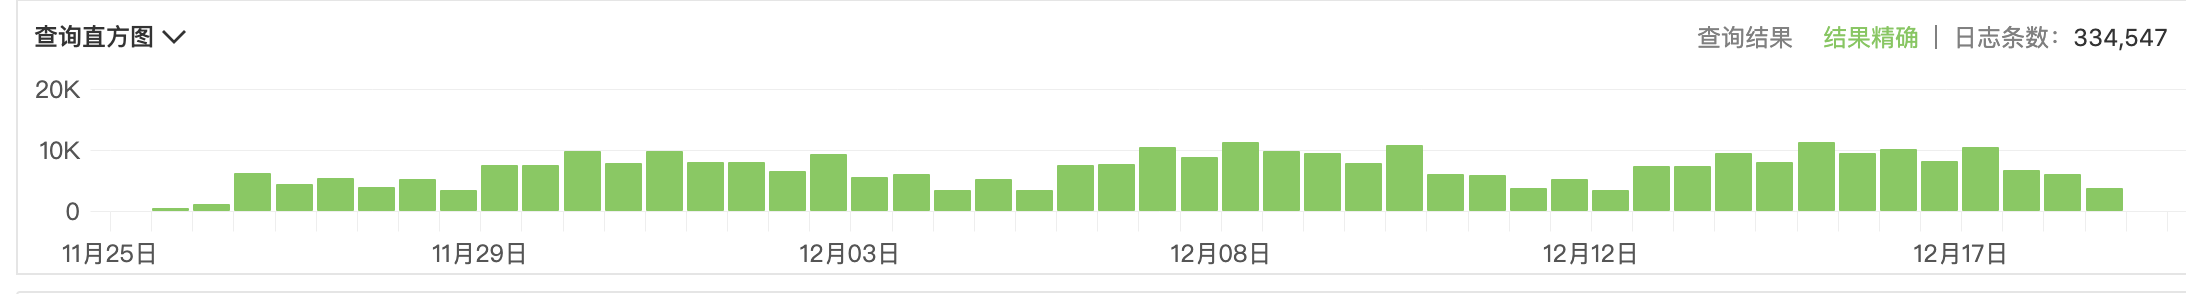 查询直方图
查询结果 结果精确 日志条数： 334,547
20K
10K
0
11月25日 11月29日 12月03日 12月08日 12月12日 12月17日